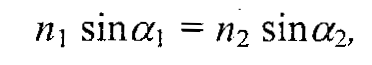 n₁ sinα₁ = n₂ sinα₂,